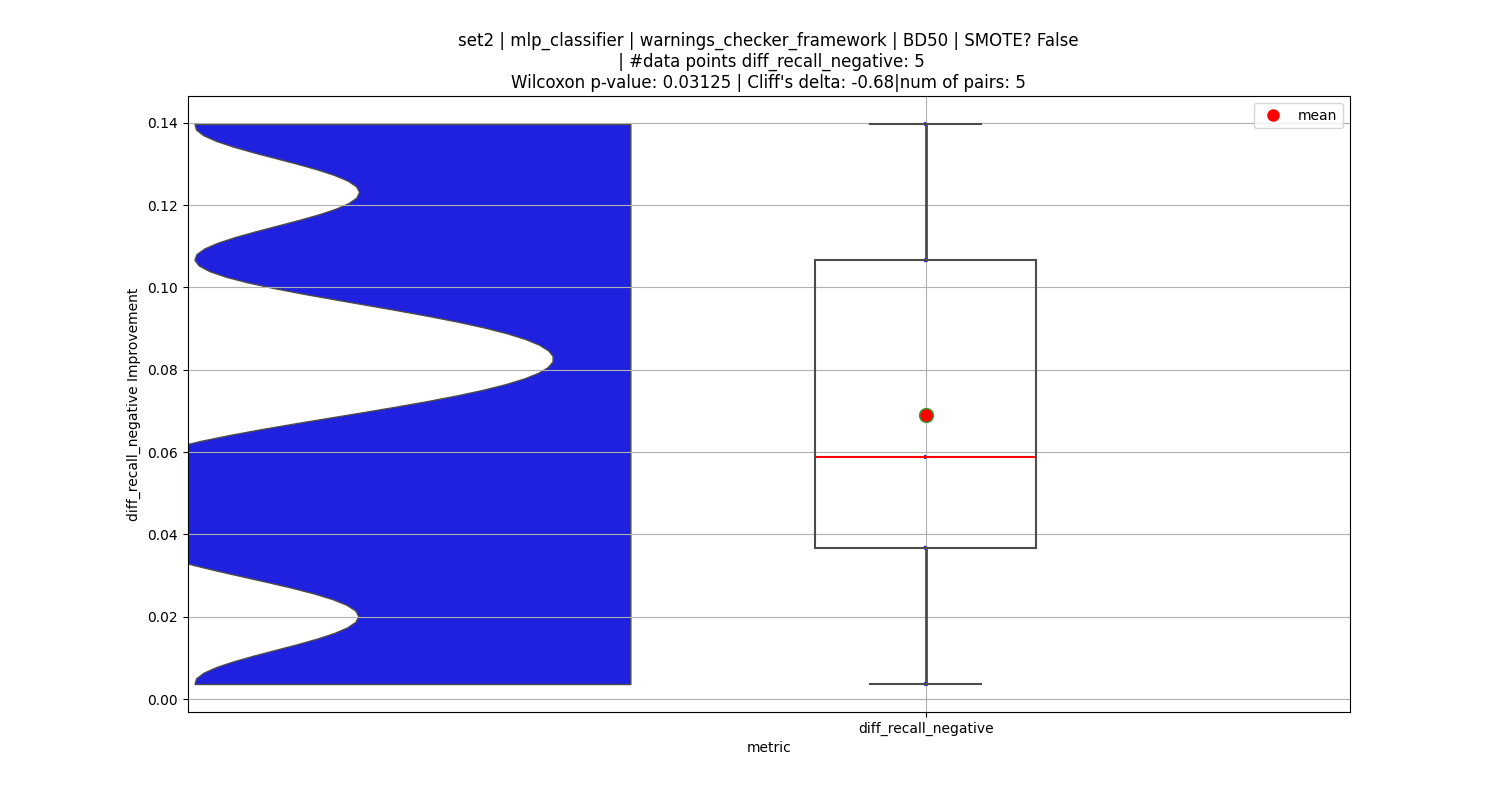 set2 | mlp_classifier | warnings_checker_framework | BD50 | SMOTE? False
| #data points diff_recall_negative: 5
Wilcoxon p-value: 0.03125 | Cliff's delta: -0.68|num of pairs: 5
mean
0.14
0.12
0.10
0.08
0.06
0.04
0.02
0.00
diff_recall_negative Improvement
diff_recall_negative
metric